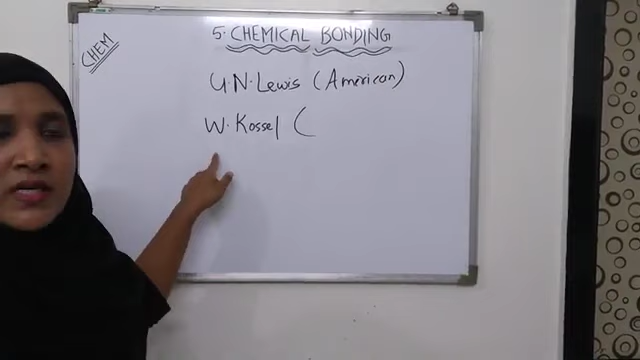 CHEM
5. CHEMICAL BONDING
G.N. Lewis (American)
W. Kossel (